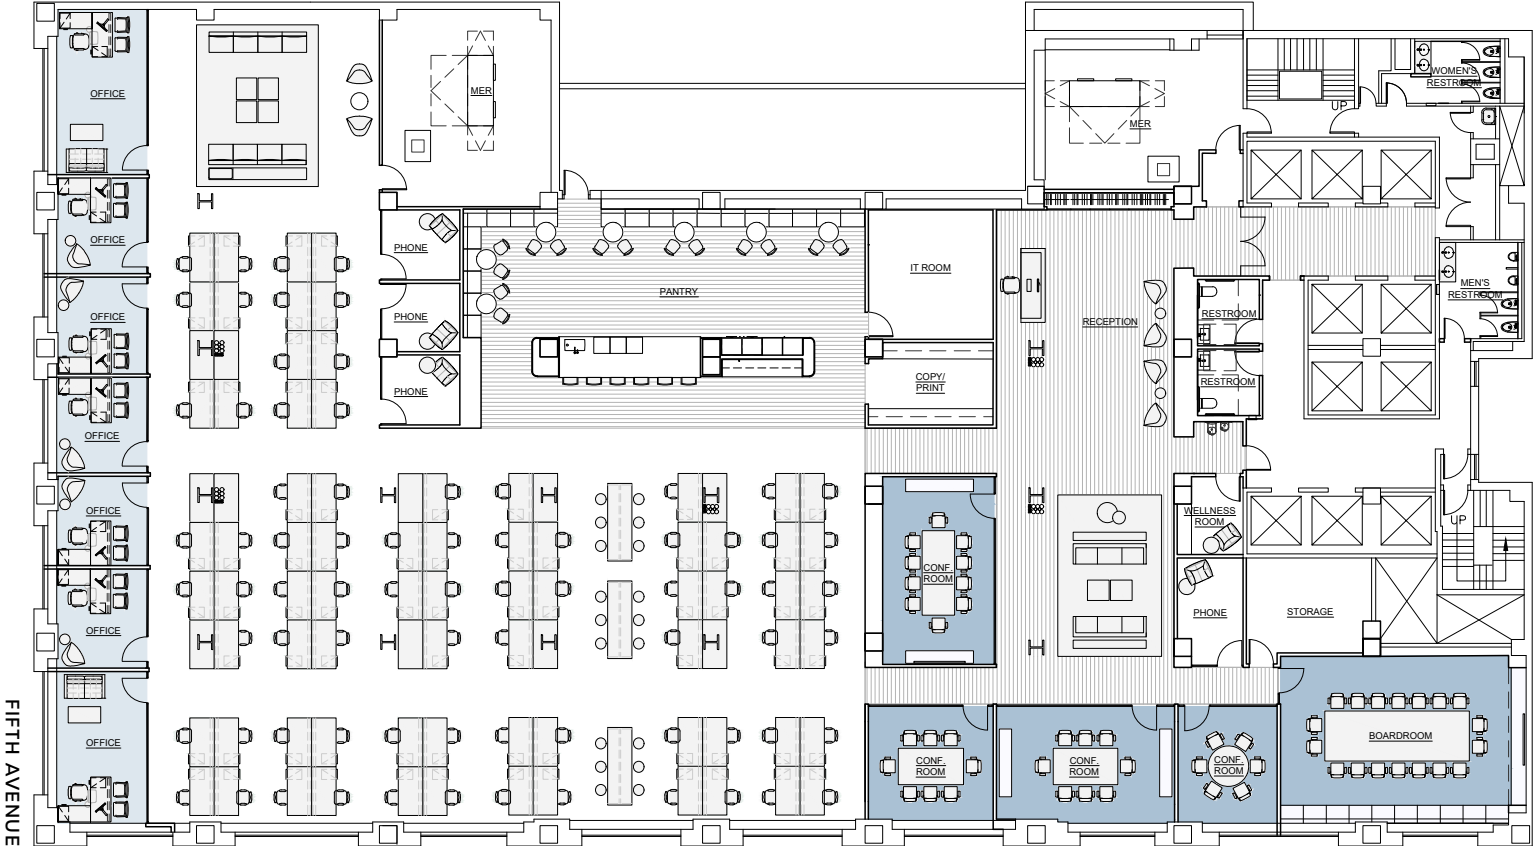 OFFICE
OFFICE
OFFICE
OFFICE
OFFICE
OFFICE
OFFICE
FIFTH AVENUE
MER
PHONE
PHONE
PHONE
PANTRY
IT ROOM
COPY/
PRINT
RECEPTION
MER
UP
WOMEN'S
RESTROOM
MEN'S
RESTROOM
RESTROOM
RESTROOM
WELLNESS
ROOM
UP
PHONE
STORAGE
CONF.
ROOM
CONF.
ROOM
CONF.
ROOM
CONF.
ROOM
BOARDROOM